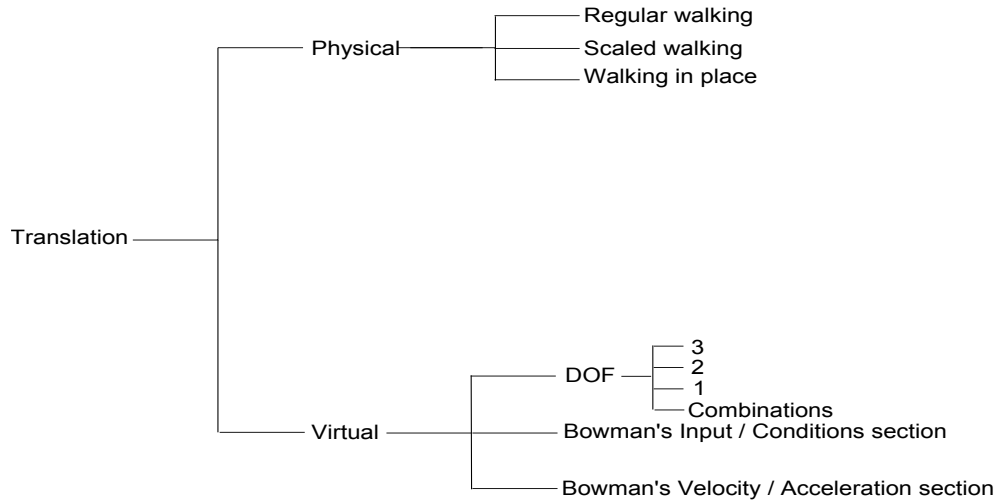 Regular walking
Physical
Scaled walking
Walking in place
Translation
3
DOF
2
1
Combinations
Virtual
Bowman's Input / Conditions section
Bowman's Velocity / Acceleration section